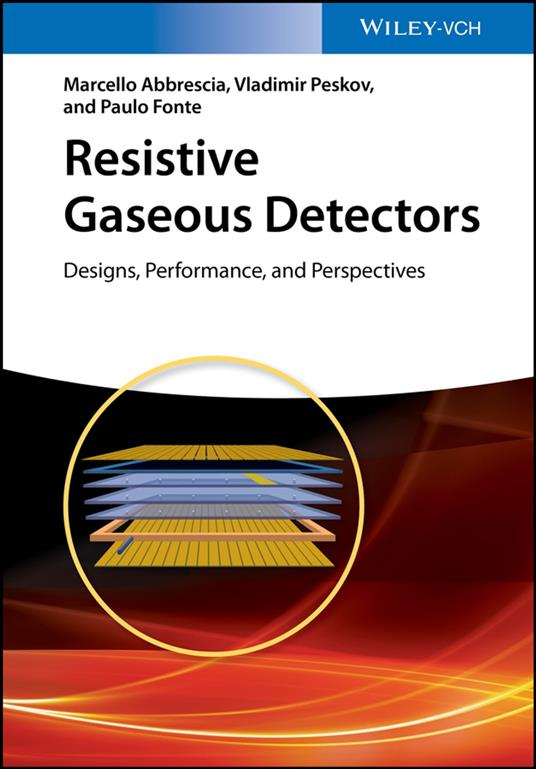 WILEY-VCH
Marcello Abbrescia, Vladimir Peskov,
and Paulo Fonte
Resistive
Gaseous Detectors
Designs, Performance, and Perspectives